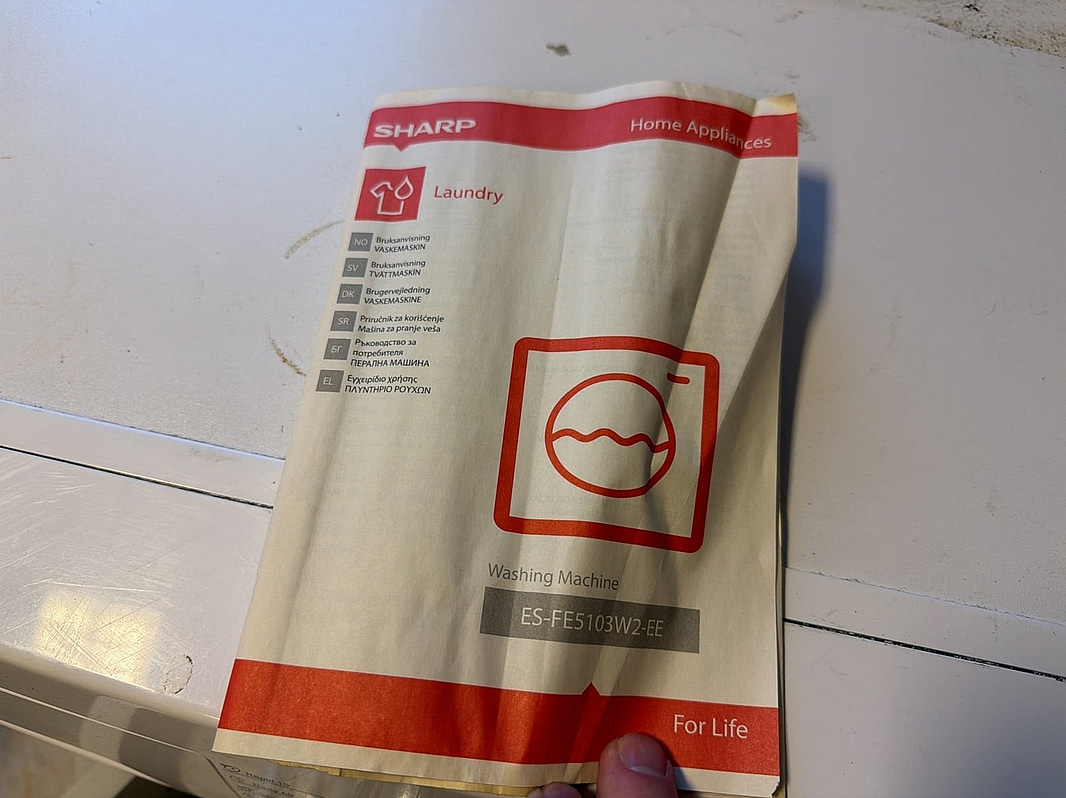 SHARP
Home Appliances
Laundry
NO
Bruksanvisning
VASKEMASKIN
SV
Bruksanvisning
TVÄTTMASKIN
DK
Brugervejledning
VASKEMASKINE
SR
Priručnik za korišćenje
Mašina za pranje veša
БГ
Ръководство за
потребителя
ПЕРАЛНА МАШИНА
EL
Εγχειρίδιο χρήσης
ΠΛΥΝΤΗΡΙΟ ΡΟΥΧΩΝ
Washing Machine
ES-FE5103W2-EE
For Life